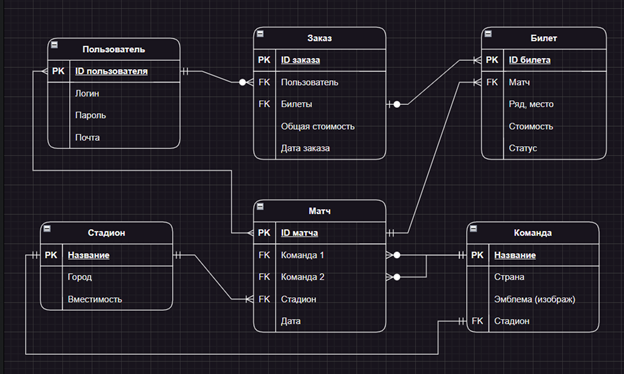 Пользователь
PK ID пользователя
Логин
Пароль
Почта
Заказ
PK ID заказа
FK Пользователь
FK Билеты
Общая стоимость
Дата заказа
Билет
PK ID билета
FK Матч
Ряд, место
Стоимость
Статус
Стадион
PK Название
Город
Вместимость
Матч
PK ID матча
FK Команда 1
FK Команда 2
FK Стадион
Дата
Команда
PK Название
Страна
Эмблема (изображ)
FK Стадион